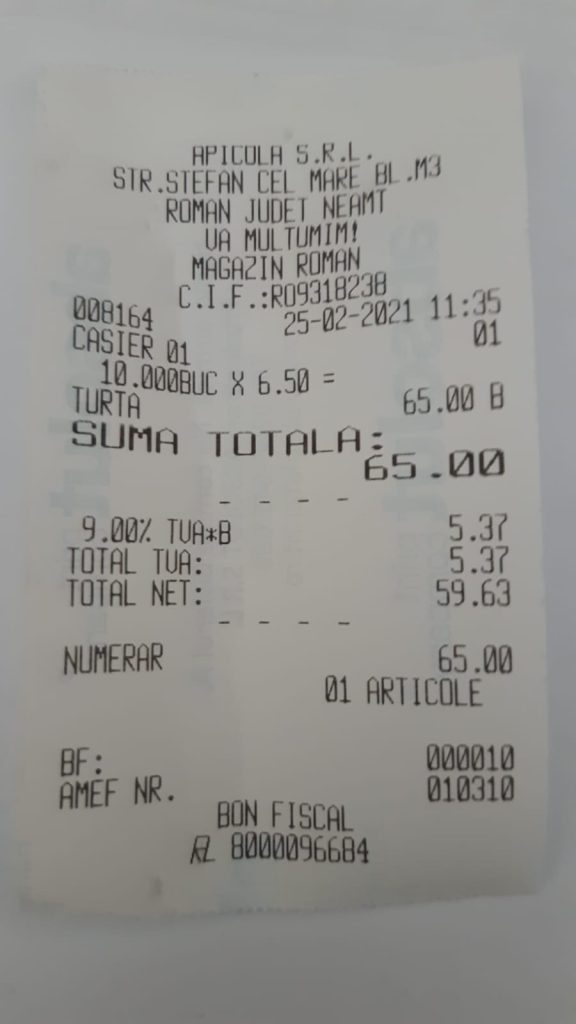 APICOLA S.R.L.
STR.STEFAN CEL MARE BL.M3
ROMAN JUDET NEAMT
VA MULTUMIM!
MAGAZIN ROMAN
C.I.F.:RO9318238
008164 25-02-2021 11:35
CASIER 01 01
10.000BUC X 6.50 =
TURTA 65.00 B
SUMA TOTALA:
65.00
- - - -
9.00% TVA*B 5.37
TOTAL TVA: 5.37
TOTAL NET: 59.63
- - - -
NUMERAR 65.00
01 ARTICOLE
BF: 000010
AMEF NR. 010310
BON FISCAL
8000096684